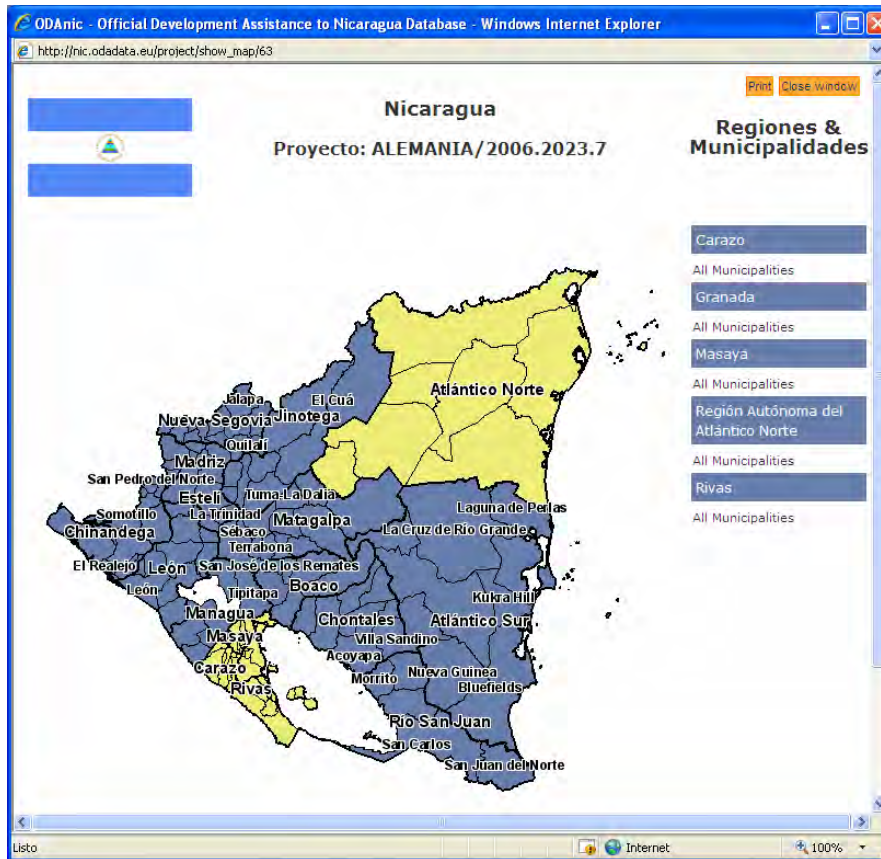 ODAnic - Official Development Assistance to Nicaragua Database - Windows Internet Explorer
http://nic.odadata.eu/project/show_map/63
Print Close window
Nicaragua
Proyecto: ALEMANIA/2006.2023.7
Regiones &
Municipalidades
Carazo
All Municipalities
Granada
All Municipalities
Masaya
All Municipalities
Región Autónoma del
Atlántico Norte
All Municipalities
Rivas
All Municipalities
Atlántico Norte
Jalapa
El Cuá
Nueva Segovia
Jinotega
Quilalí
Madriz
San Pedro del Norte
Estelí
Tuma-La Dalia
Somotillo
La Trinidad
Matagalpa
Laguna de Perlas
Chinandega
Sébaco
La Cruz de Río Grande
Terrabona
El Realejo
León
San José de los Remates
León
Tipitapa
Boaco
Kukra Hill
Managua
Chontales
Atlántico Sur
Masaya
Villa Sandino
Acoyapa
Carazo
Morrito
Nueva Guinea
Rivas
Bluefields
Río San Juan
San Carlos
San Juan del Norte
Listo
Internet
100%